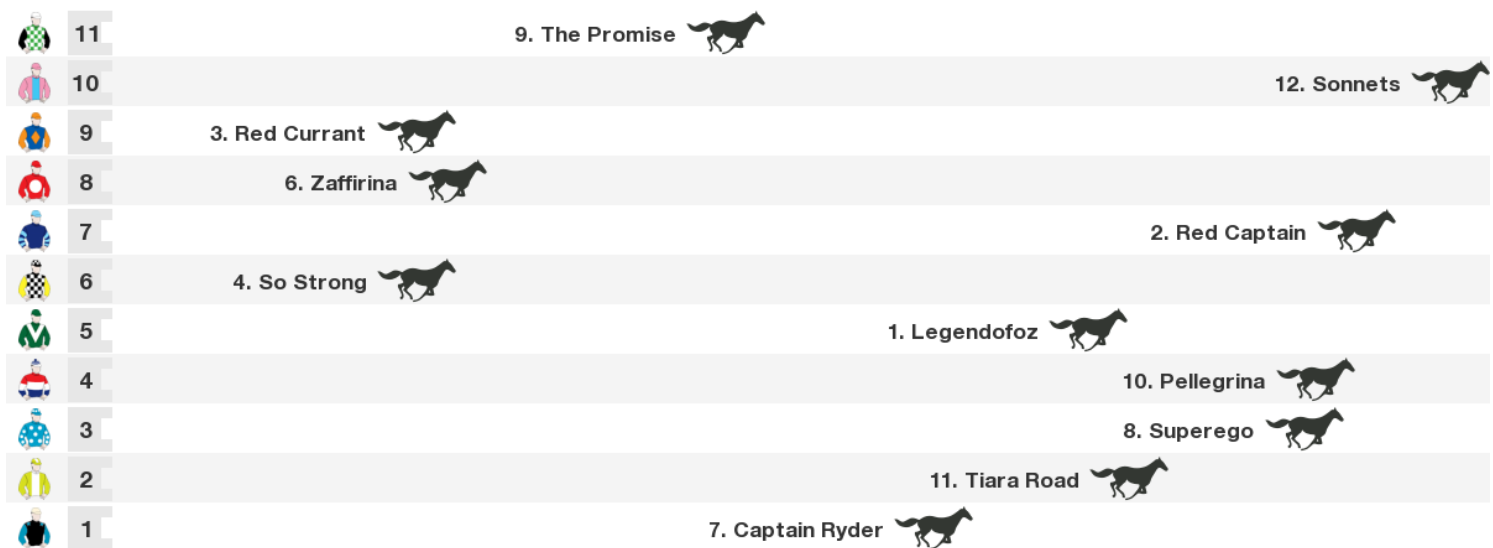 11 9. The Promise
10 12. Sonnets
9 3. Red Currant
8 6. Zaffirina
7 2. Red Captain
6 4. So Strong
5 1. Legendofoz
4 10. Pellegrina
3 8. Superego
2 11. Tiara Road
1 7. Captain Ryder